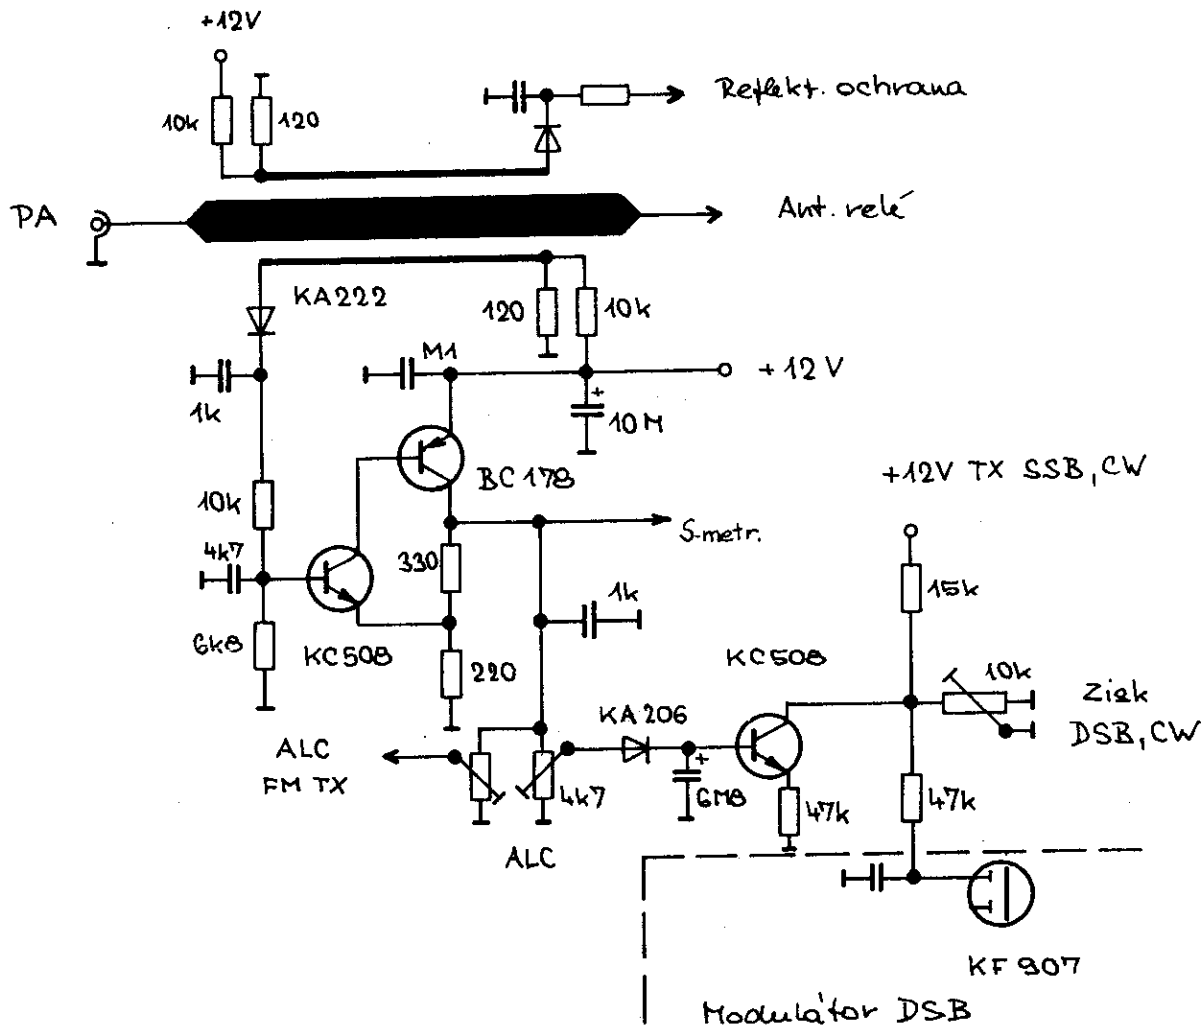 +12V
10k
120
Reflekt. ochrana
PA
Ant. relé
KA222
120
10k
M1
+12V
1k
+
10M
BC178
+12V TX SSB, CW
10k
S-metr.
4k7
330
15k
1k
6k8
KC508
220
KC508
10k
Zisk
DSB, CW
KA206
ALC
FM TX
4k7
+
6M8
47k
47k
ALC
KF907
Modulátor DSB